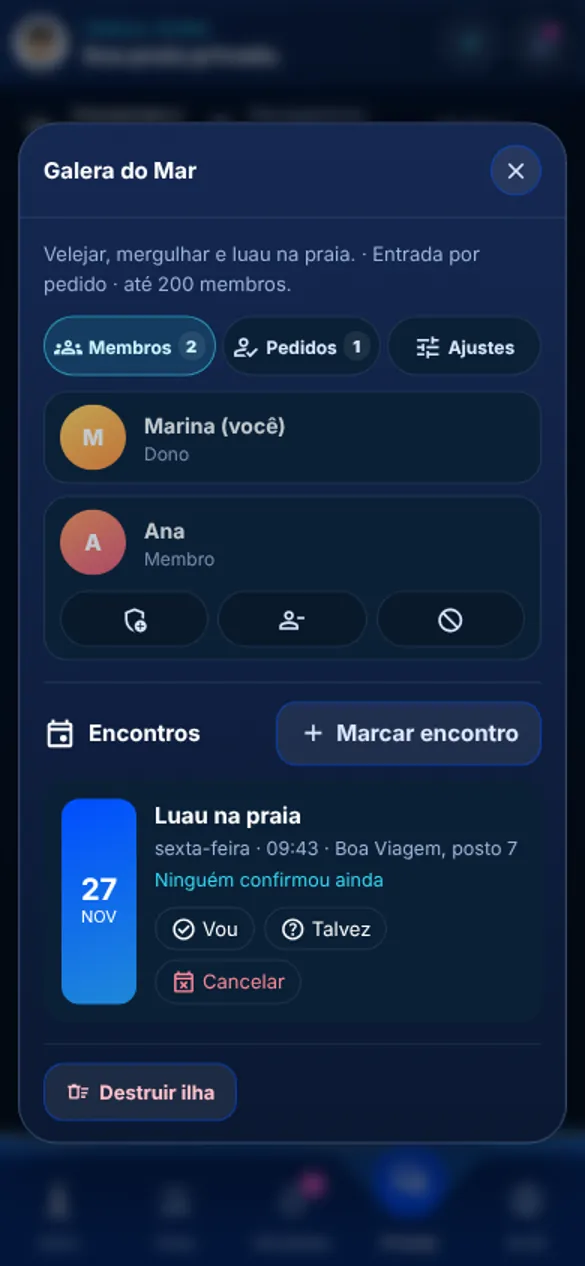 Galera do Mar
Velejar, mergulhar e luau na praia. · Entrada por
pedido · até 200 membros.
Membros 2
Pedidos 1
Ajustes
M
Marina (você)
Dono
A
Ana
Membro
Encontros
+ Marcar encontro
27
NOV
Luau na praia
sexta-feira · 09:43 · Boa Viagem, posto 7
Ninguém confirmou ainda
Vou
Talvez
Cancelar
Destruir ilha